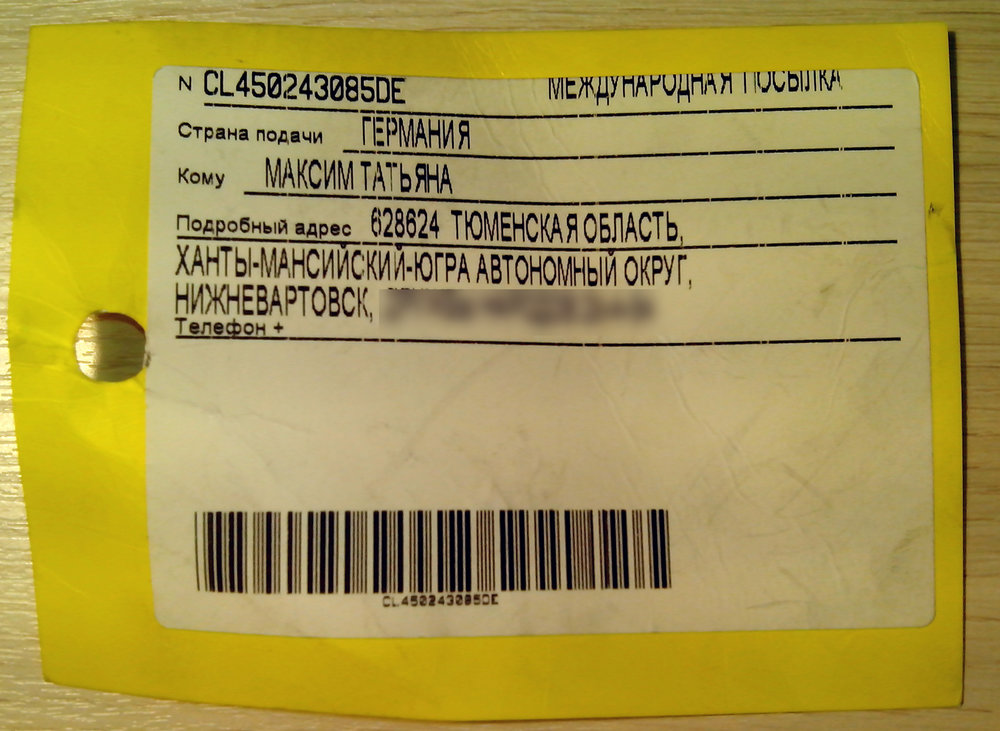 N CL450243085DE МЕЖДУНАРОДНАЯ ПОСЫЛКА
Страна подачи ГЕРМАНИЯ
Кому МАКСИМ ТАТЬЯНА
Подробный адрес 628624 ТЮМЕНСКАЯ ОБЛАСТЬ,
ХАНТЫ-МАНСИЙСКИЙ-ЮГРА АВТОНОМНЫЙ ОКРУГ,
НИЖНЕВАРТОВСК,
Телефон +
CL450243085DE